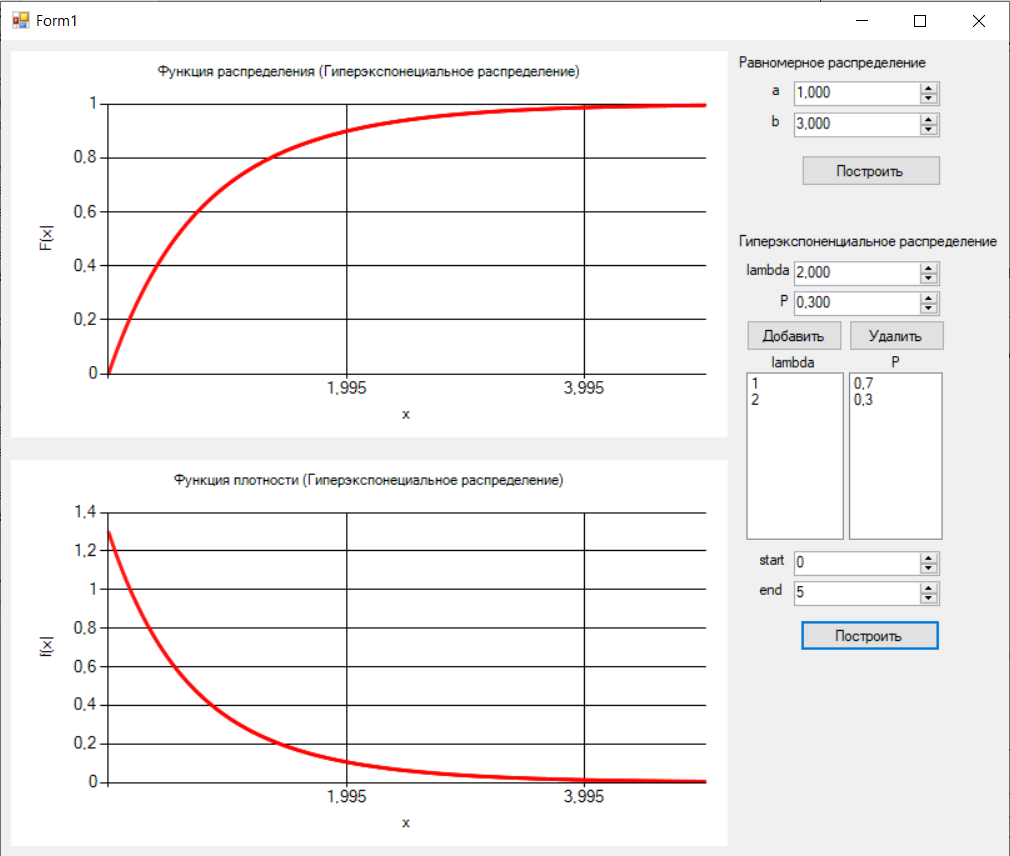 Form1
Функция распределения (Гиперэкспонециальное распределение)
1
0,8
0,6
0,4
0,2
0
F(x)
1,995
3,995
x
Функция плотности (Гиперэкспонециальное распределение)
1,4
1,2
1
0,8
0,6
0,4
0,2
0
f(x)
1,995
3,995
x
Равномерное распределение
a 1,000
b 3,000
Построить
Гиперэкспоненциальное распределение
lambda 2,000
P 0,300
Добавить Удалить
lambda P
1 0,7
2 0,3
start 0
end 5
Построить